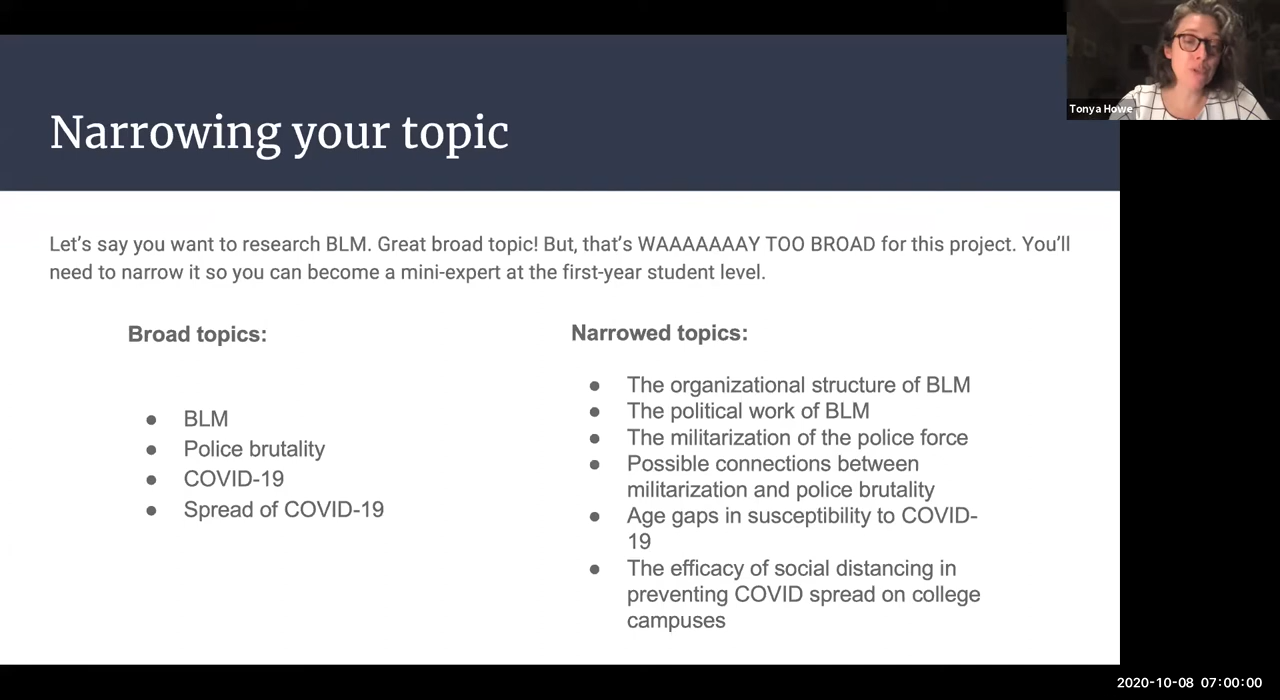 Tonya Howe
Narrowing your topic
Let's say you want to research BLM. Great broad topic! But, that's WAAAAAAAY TOO BROAD for this project. You'll
need to narrow it so you can become a mini-expert at the first-year student level.
Broad topics:
● BLM
● Police brutality
● COVID-19
● Spread of COVID-19
Narrowed topics:
● The organizational structure of BLM
● The political work of BLM
● The militarization of the police force
● Possible connections between
militarization and police brutality
● Age gaps in susceptibility to COVID-
19
● The efficacy of social distancing in
preventing COVID spread on college
campuses
2020-10-08 07:00:00